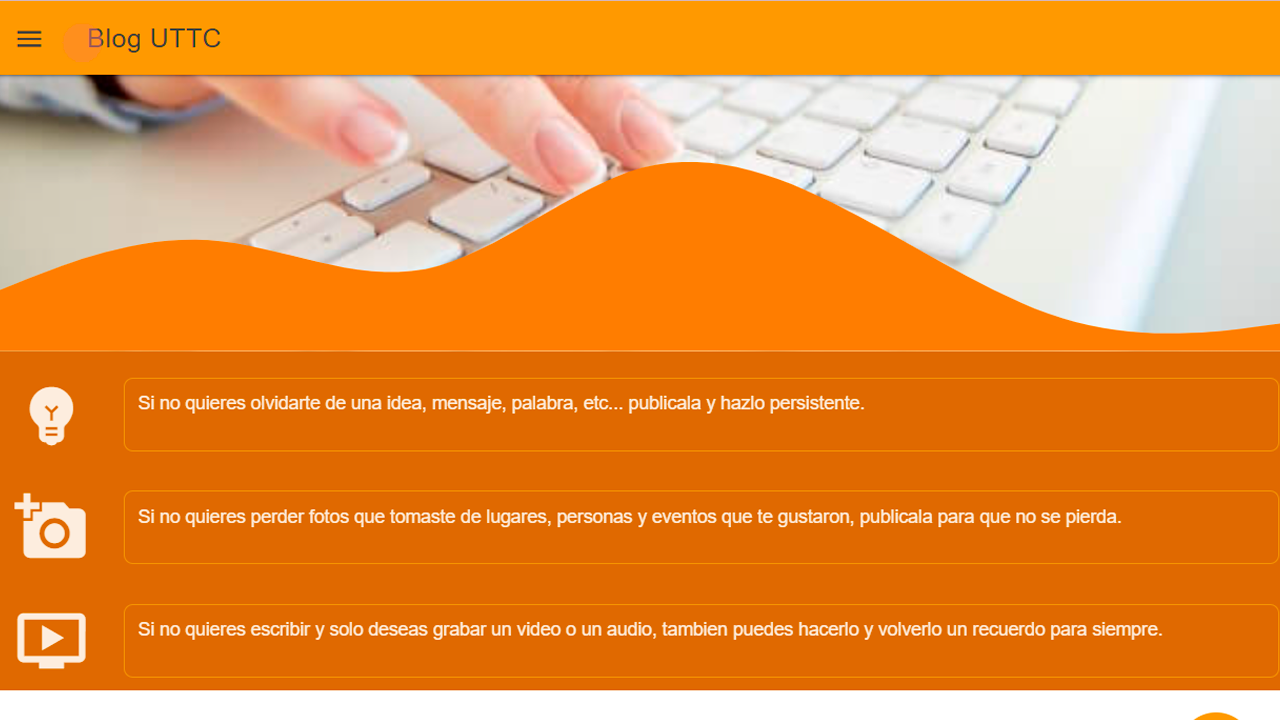 Blog UTTC
Si no quieres olvidarte de una idea, mensaje, palabra, etc... publicala y hazlo persistente.
Si no quieres perder fotos que tomaste de lugares, personas y eventos que te gustaron, publicala para que no se pierda.
Si no quieres escribir y solo deseas grabar un video o un audio, tambien puedes hacerlo y volverlo un recuerdo para siempre.